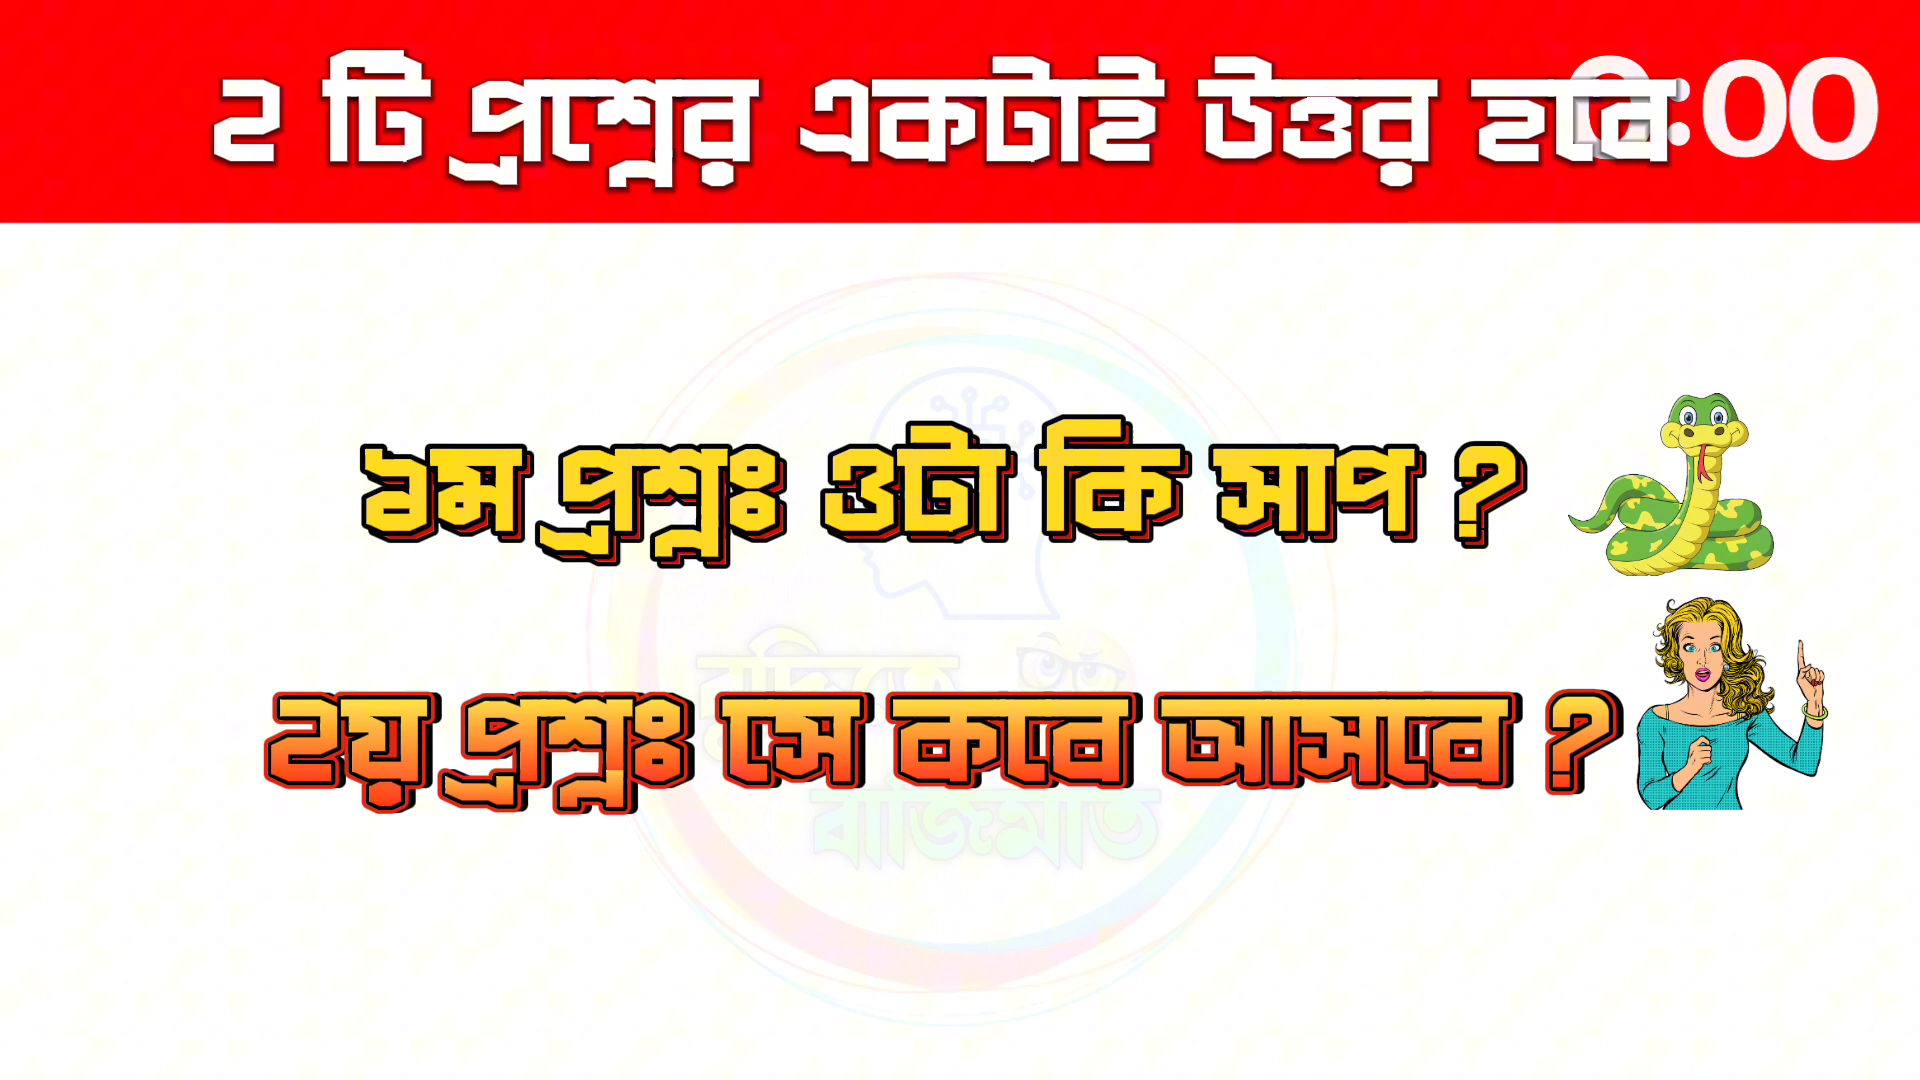 ২ টি প্রশ্নের একটাই উত্তর হবে
0:00
১ম প্রশ্নঃ ওটা কি সাপ ?
বুদ্ধিতে
২য় প্রশ্নঃ সে কবে আসবে ?
বাজিমাত